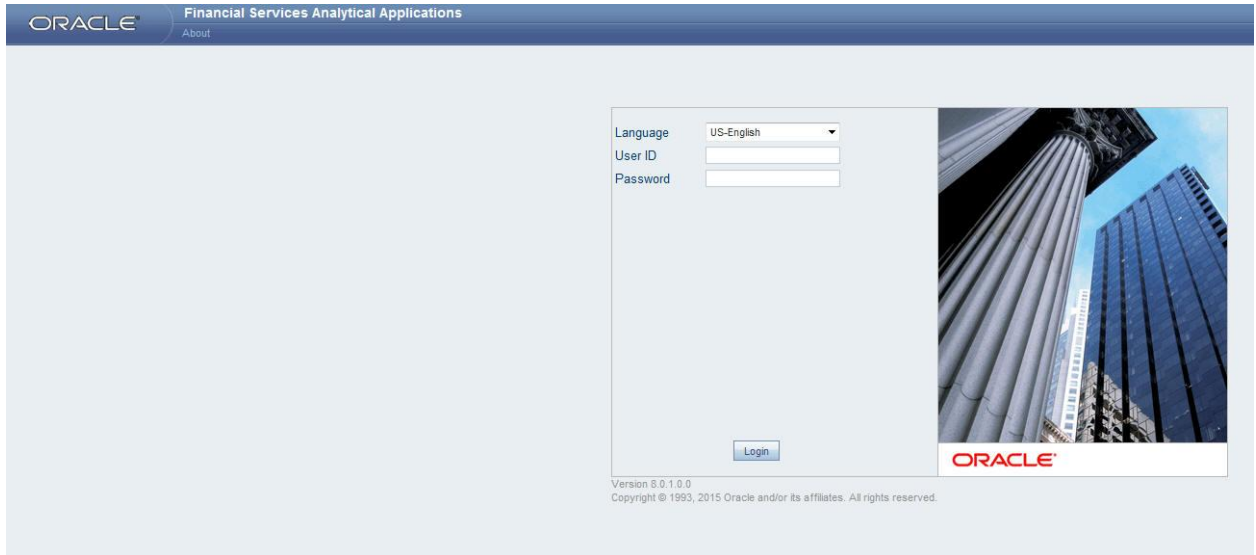 ORACLE
Financial Services Analytical Applications
About
Language US-English
User ID
Password
Login
ORACLE
Version 8.0.1.0.0
Copyright © 1993, 2015 Oracle and/or its affiliates. All rights reserved.